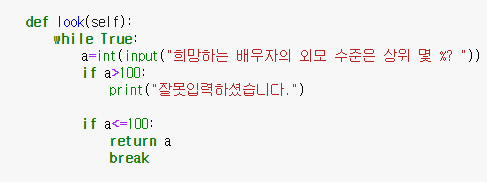 def look(self):
while True:
a=int(input("희망하는 배우자의 외모 수준은 상위 몇 %? "))
if a>100:
print("잘못입력하셨습니다.")
if a<=100:
return a
break